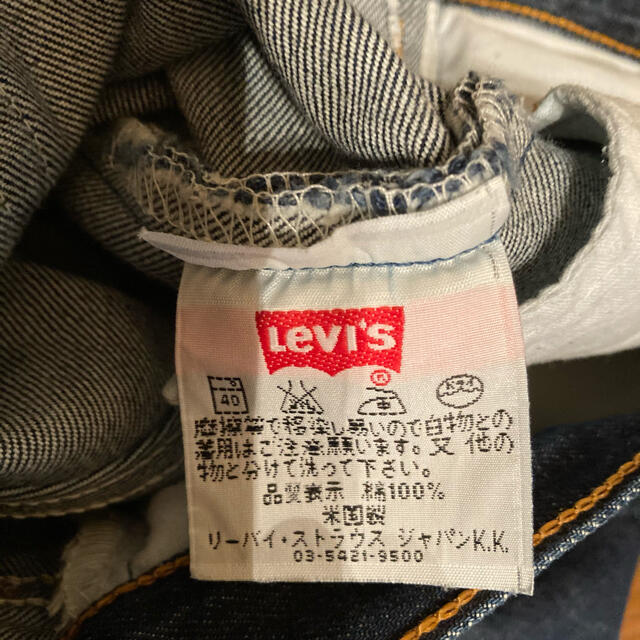 LEVI'S
®
40 ドライ
摩擦等で移染し易いので白物との
着用はご注意願います。又 他の
物と分けて洗って下さい。
品質表示 綿100%
米国製
リーバイ・ストラウス ジャパンK.K.
03-5421-9500